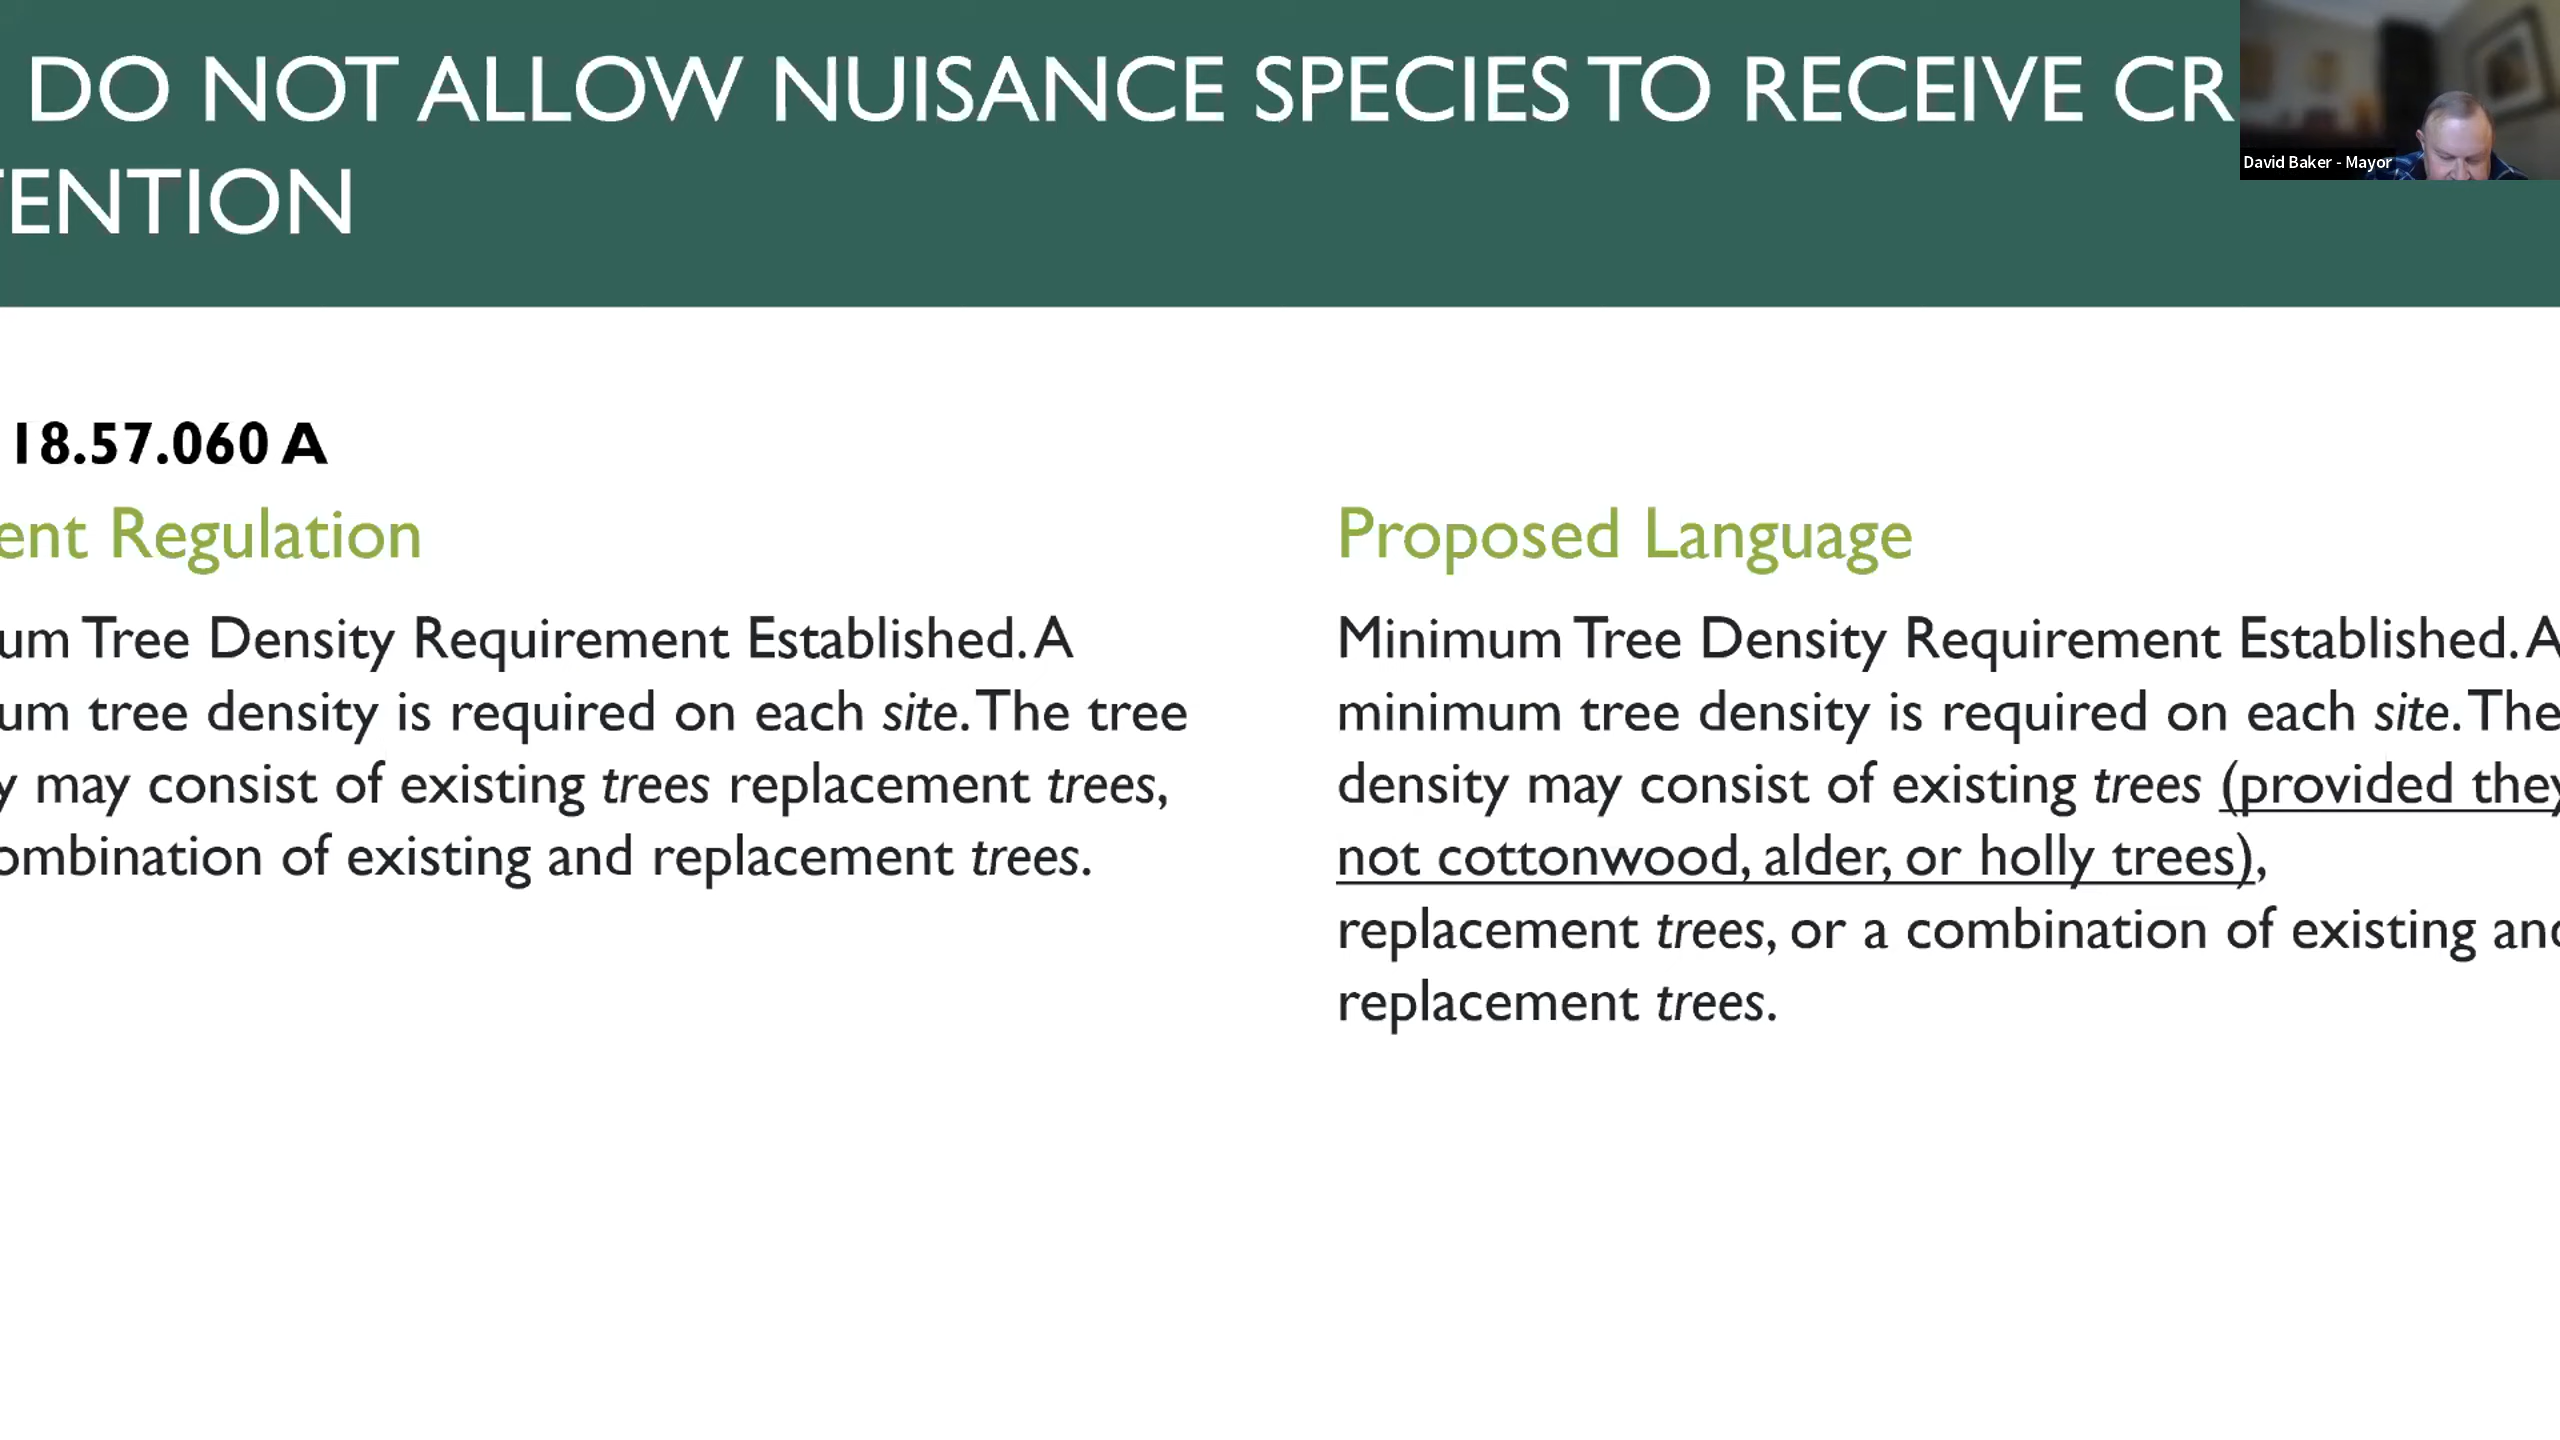 DO NOT ALLOW NUISANCE SPECIES TO RECEIVE CR
TENTION
David Baker - Mayor
18.57.060 A
ent Regulation
um Tree Density Requirement Established. A
um tree density is required on each site. The tree
y may consist of existing trees replacement trees,
ombination of existing and replacement trees.
Proposed Language
Minimum Tree Density Requirement Established. A
minimum tree density is required on each site. The
density may consist of existing trees (provided they
not cottonwood, alder, or holly trees),
replacement trees, or a combination of existing and
replacement trees.